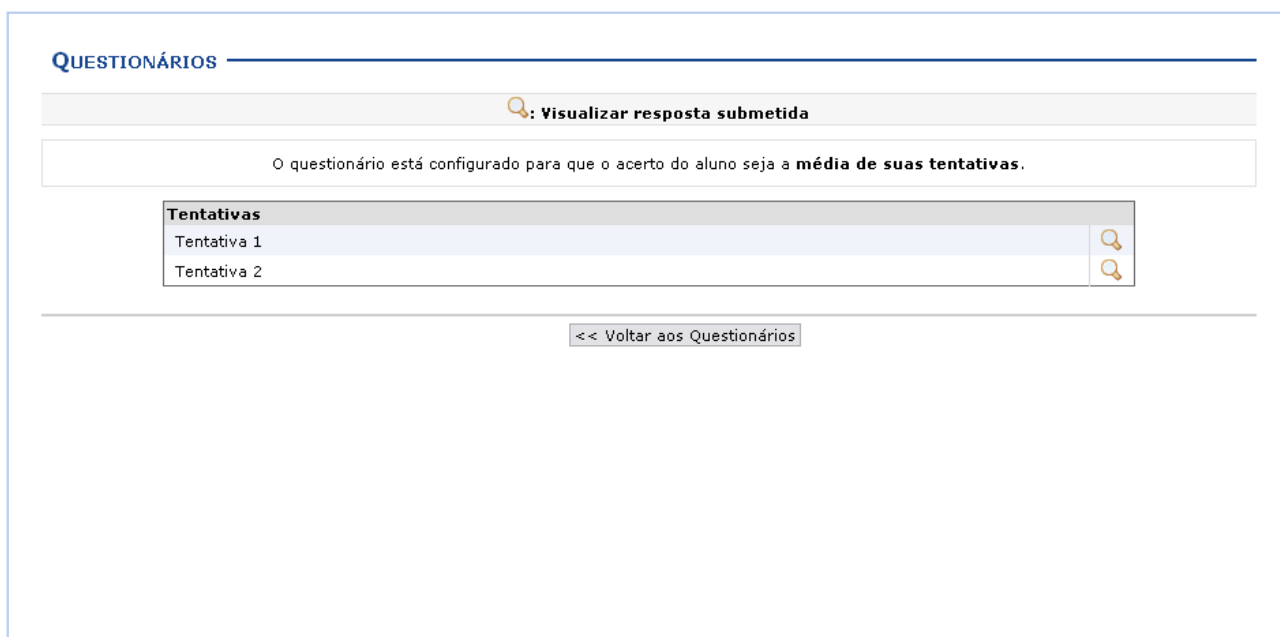 QUESTIONÁRIOS
: Visualizar resposta submetida
O questionário está configurado para que o acerto do aluno seja a média de suas tentativas.
Tentativas
Tentativa 1
Tentativa 2
<< Voltar aos Questionários